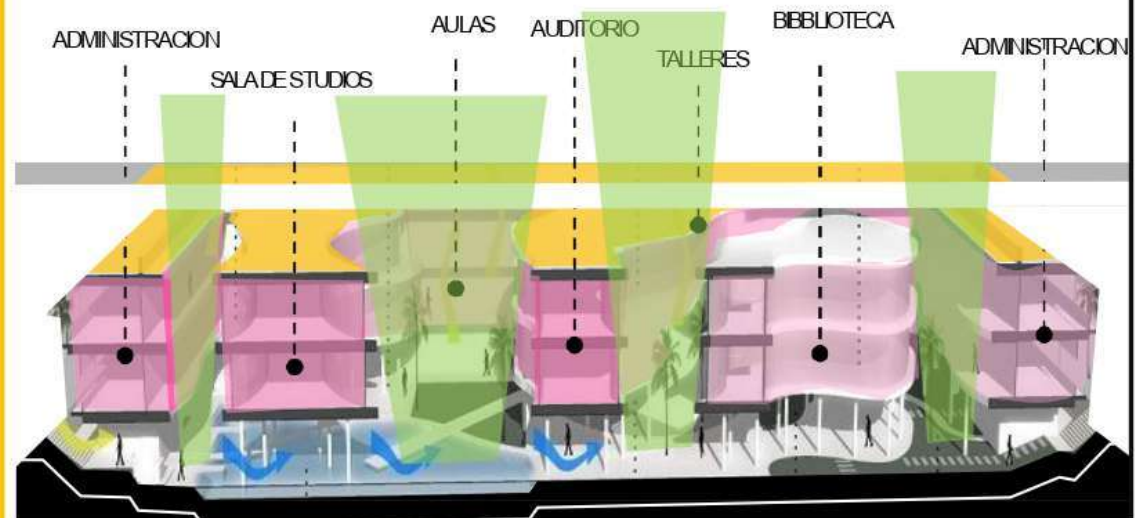 ADMINISTRACION
SALA DE STUDIOS
AULAS
AUDITORIO
TALLERES
BIBBLIOTECA
ADMINISTRACION